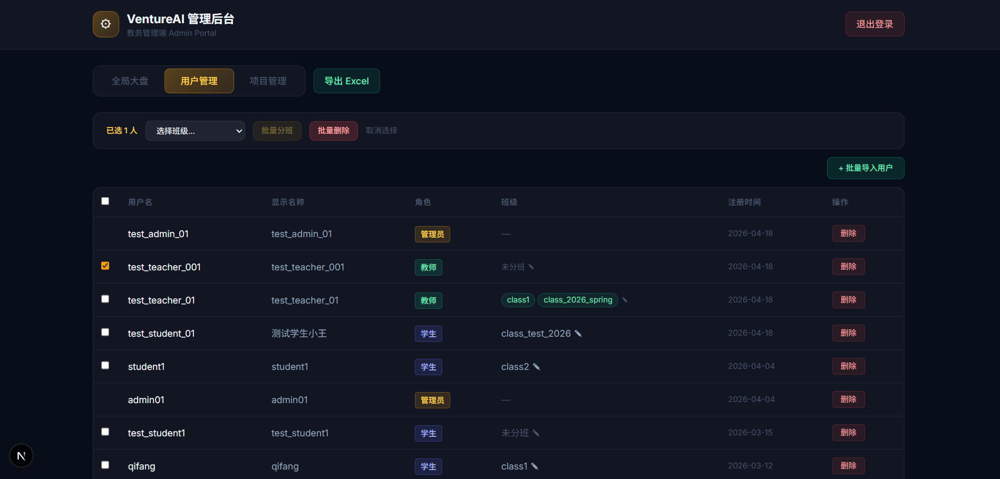 VentureAI 管理后台
教务管理端 Admin Portal
退出登录
全局大盘 用户管理 项目管理 导出 Excel
已选 1 人 选择班级... 批量分班 批量删除 取消选择
+ 批量导入用户
用户名 显示名称 角色 班级 注册时间 操作
test_admin_01 test_admin_01 管理员 — 2026-04-18 删除
test_teacher_001 test_teacher_001 教师 未分班 2026-04-18 删除
test_teacher_01 test_teacher_01 教师 class1 class_2026_spring 2026-04-18 删除
test_student_01 测试学生小王 学生 class_test_2026 2026-04-18 删除
student1 student1 学生 class2 2026-04-04 删除
admin01 admin01 管理员 — 2026-04-04 删除
test_student1 test_student1 学生 未分班 2026-03-15 删除
qifang qifang 学生 class1 2026-03-12 删除
N